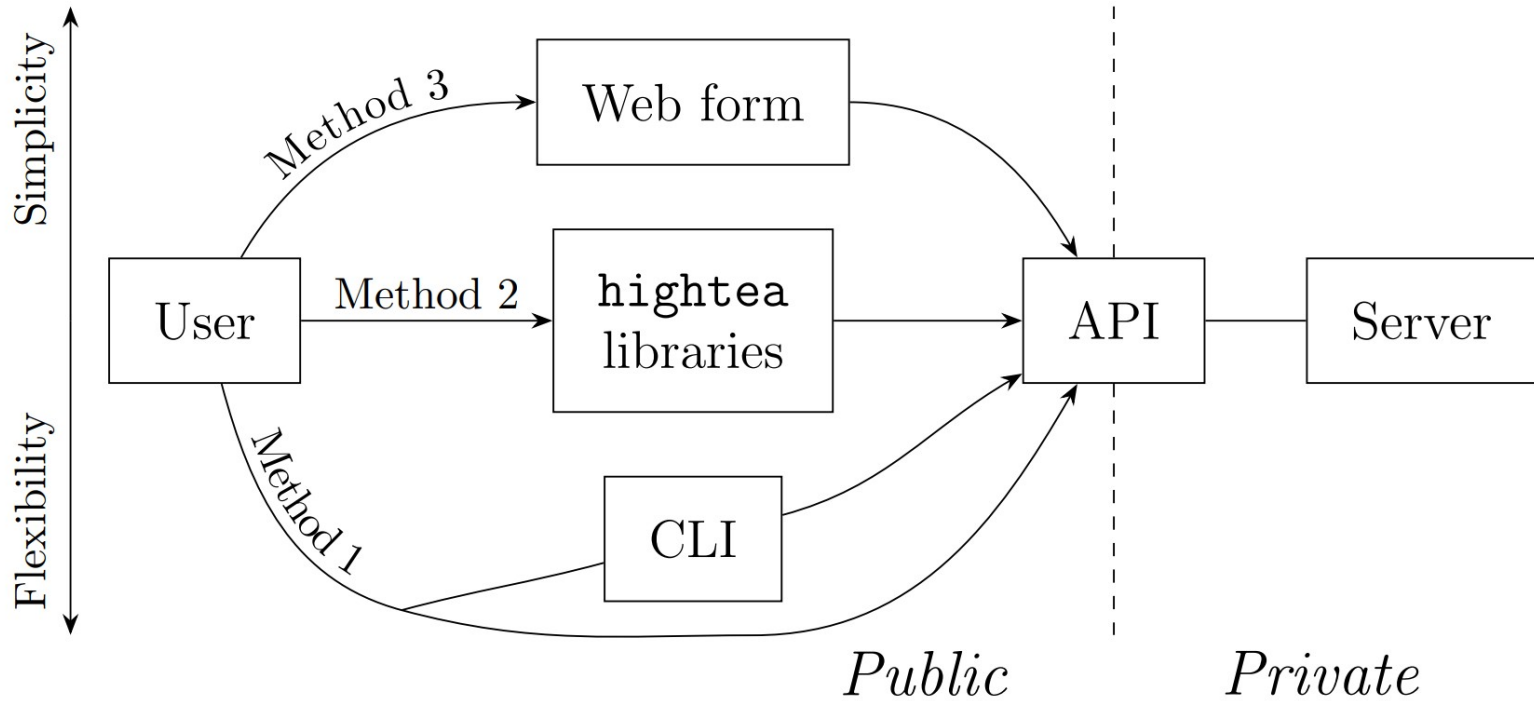 Simplicity
Flexibility
Method 3
Web form
User
Method 2
hightea
libraries
API
Server
Method 1
CLI
Public
Private